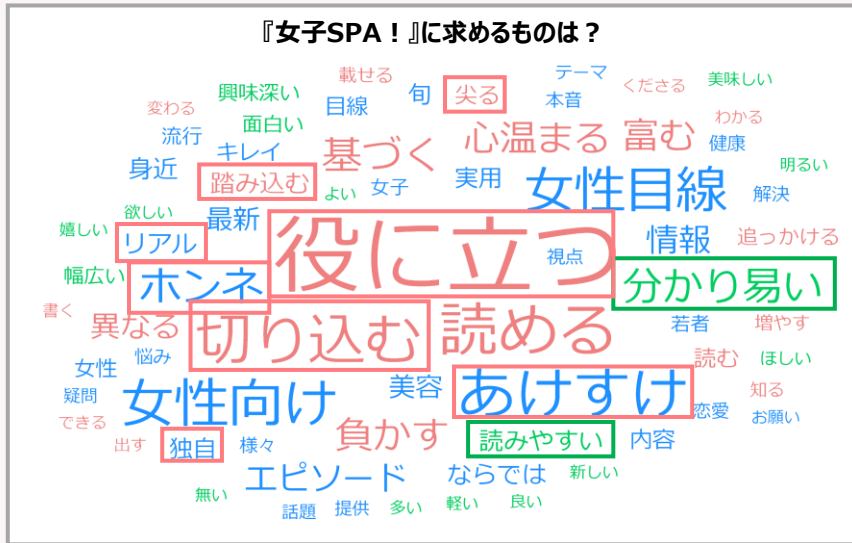 『女子SPA！』に求めるものは？
載せる
テーマ
くださる
美味しい
興味深い
目線
旬
尖る
本音
変わる
面白い
わかる
流行
キレイ
基づく
心温まる
富む
健康
身近
踏み込む
よい
女子
実用
女性目線
明るい
解決
欲しい
最新
嬉しい
リアル
役に立つ
視点
情報
追っかける
幅広い
ホンネ
分かり易い
書く
異なる
切り込む
読める
若者
増やす
女性
悩み
読む
ほしい
疑問
女性向け
美容
あけすけ
知る
できる
恋愛
お願い
出す
独自
様々
負かす
読みやすい
内容
エピソード
ならでは
新しい
無い
話題
提供
多い
軽い
良い